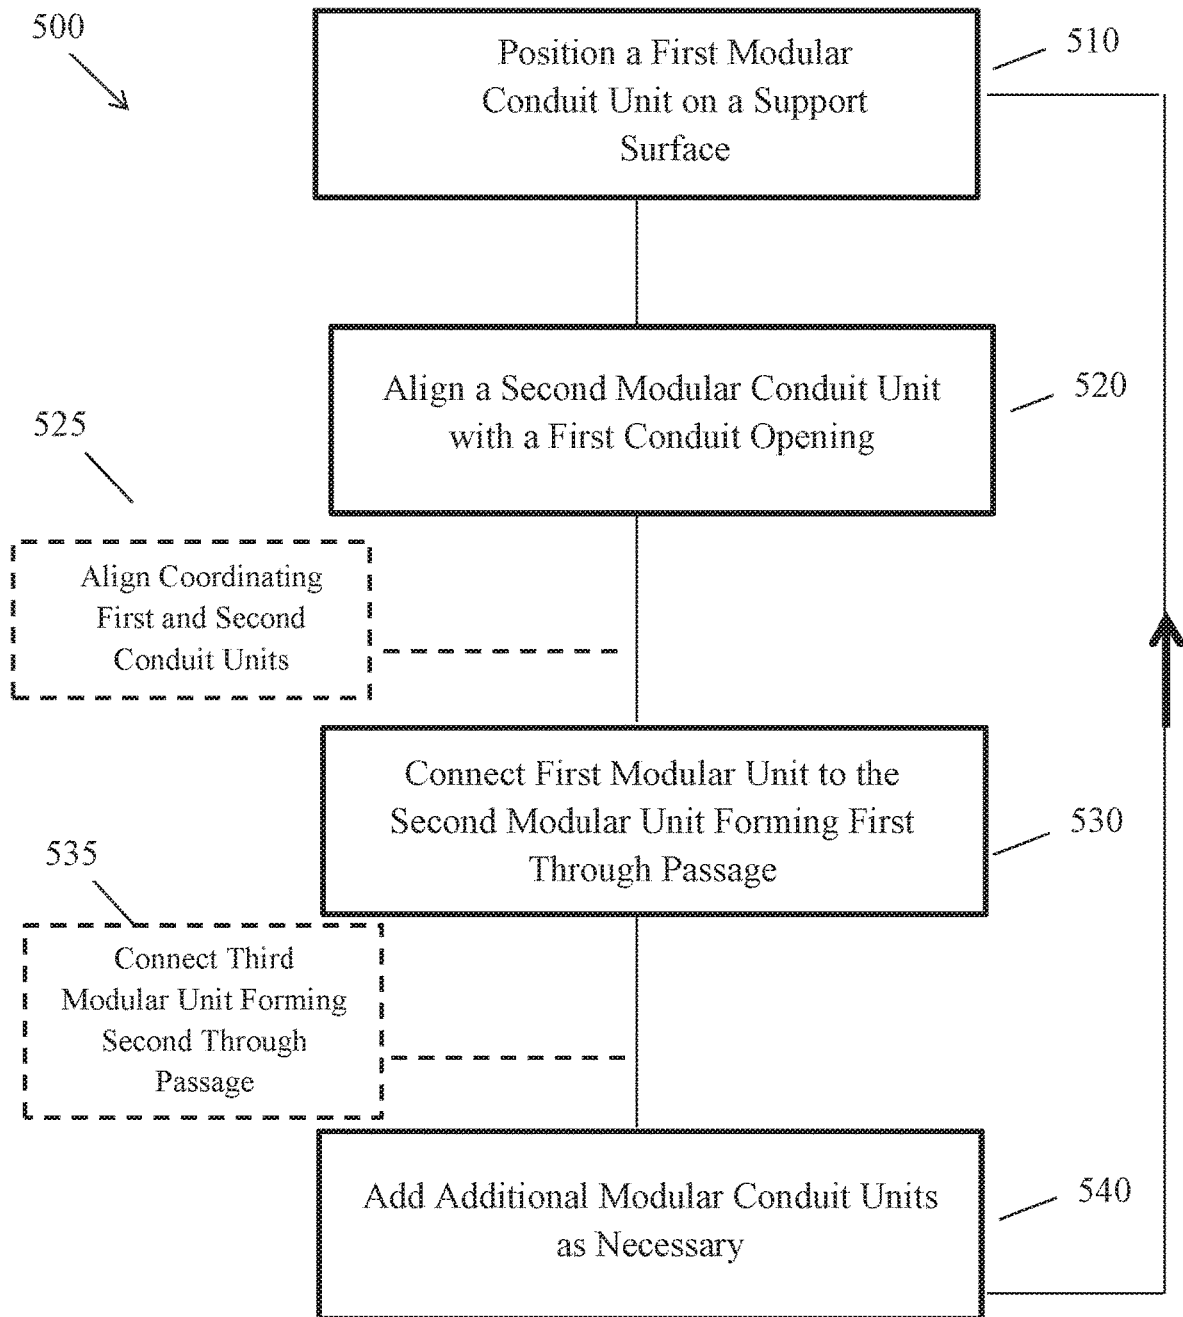 500
Position a First Modular
Conduit Unit on a Support
Surface
510
Align a Second Modular Conduit Unit
with a First Conduit Opening
520
525
Align Coordinating
First and Second
Conduit Units
Connect First Modular Unit to the
Second Modular Unit Forming First
Through Passage
530
535
Connect Third
Modular Unit Forming
Second Through
Passage
Add Additional Modular Conduit Units
as Necessary
540